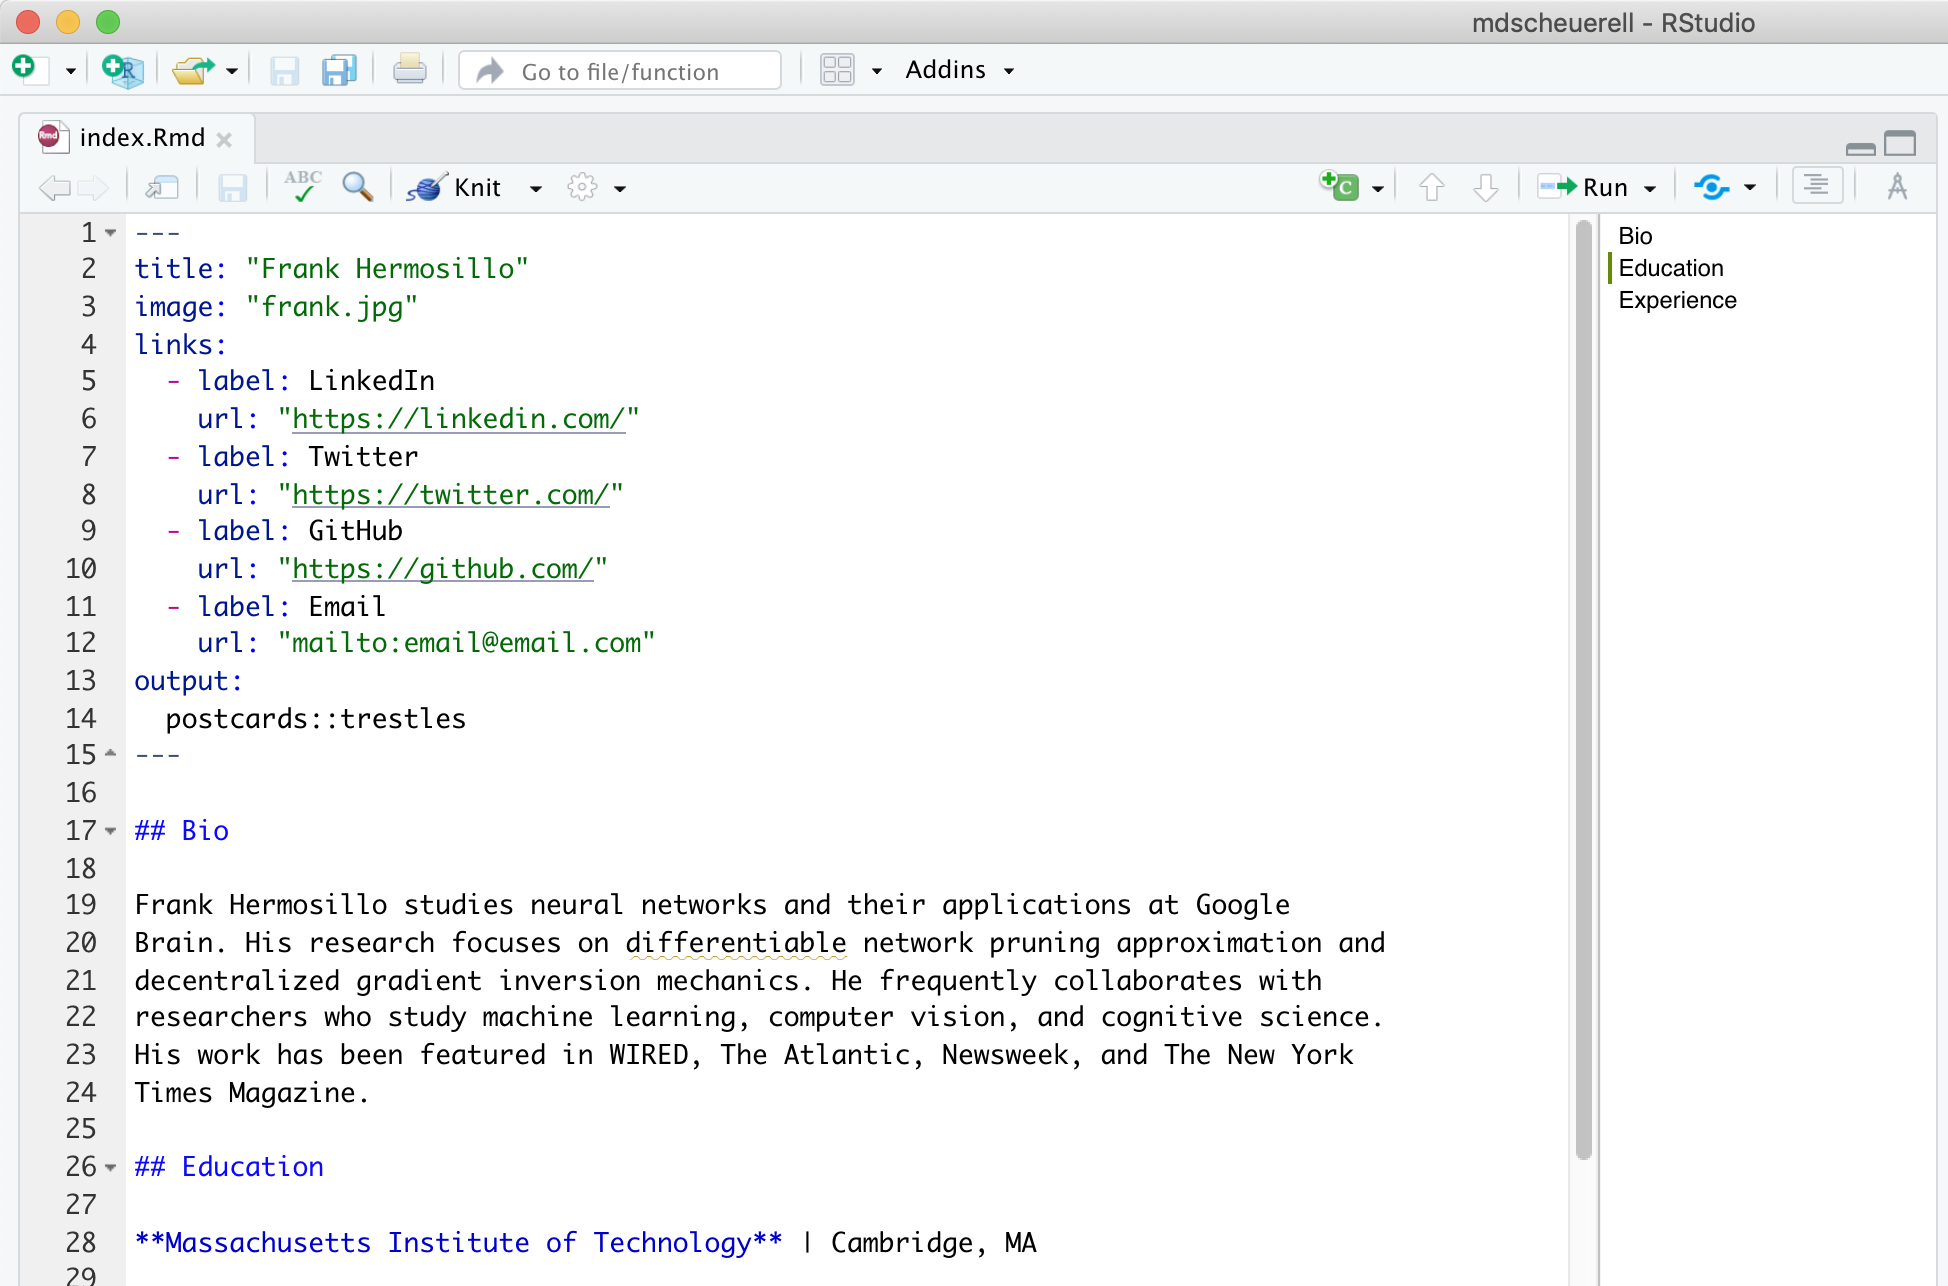 mdscheuerell - RStudio
Go to file/function
Addins
index.Rmd
ABC
Knit
Run
1 ---
2 title: "Frank Hermosillo"
3 image: "frank.jpg"
4 links:
5   - label: LinkedIn
6     url: "https://linkedin.com/"
7   - label: Twitter
8     url: "https://twitter.com/"
9   - label: GitHub
10     url: "https://github.com/"
11   - label: Email
12     url: "mailto:email@email.com"
13 output:
14   postcards::trestles
15 ---
16
17 ## Bio
18
19 Frank Hermosillo studies neural networks and their applications at Google
20 Brain. His research focuses on differentiable network pruning approximation and
21 decentralized gradient inversion mechanics. He frequently collaborates with
22 researchers who study machine learning, computer vision, and cognitive science.
23 His work has been featured in WIRED, The Atlantic, Newsweek, and The New York
24 Times Magazine.
25
26 ## Education
27
28 **Massachusetts Institute of Technology** | Cambridge, MA
29
Bio
Education
Experience